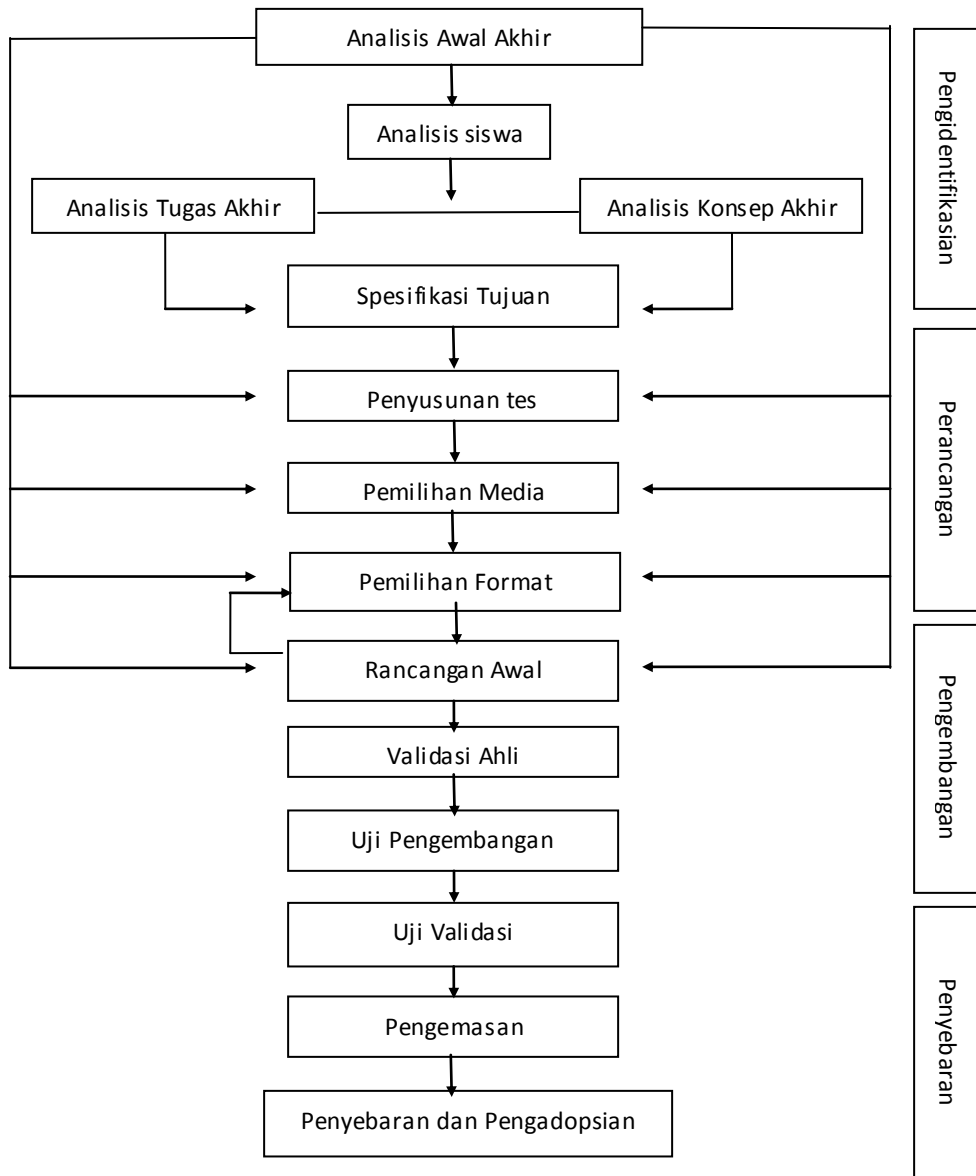 Analisis Awal Akhir
Analisis siswa
Analisis Tugas Akhir
Analisis Konsep Akhir
Spesifikasi Tujuan
Penyusunan tes
Pemilihan Media
Pemilihan Format
Rancangan Awal
Validasi Ahli
Uji Pengembangan
Uji Validasi
Pengemasan
Penyebaran dan Pengadopsian
Pengidentifikasian
Perancangan
Pengembangan
Penyebaran